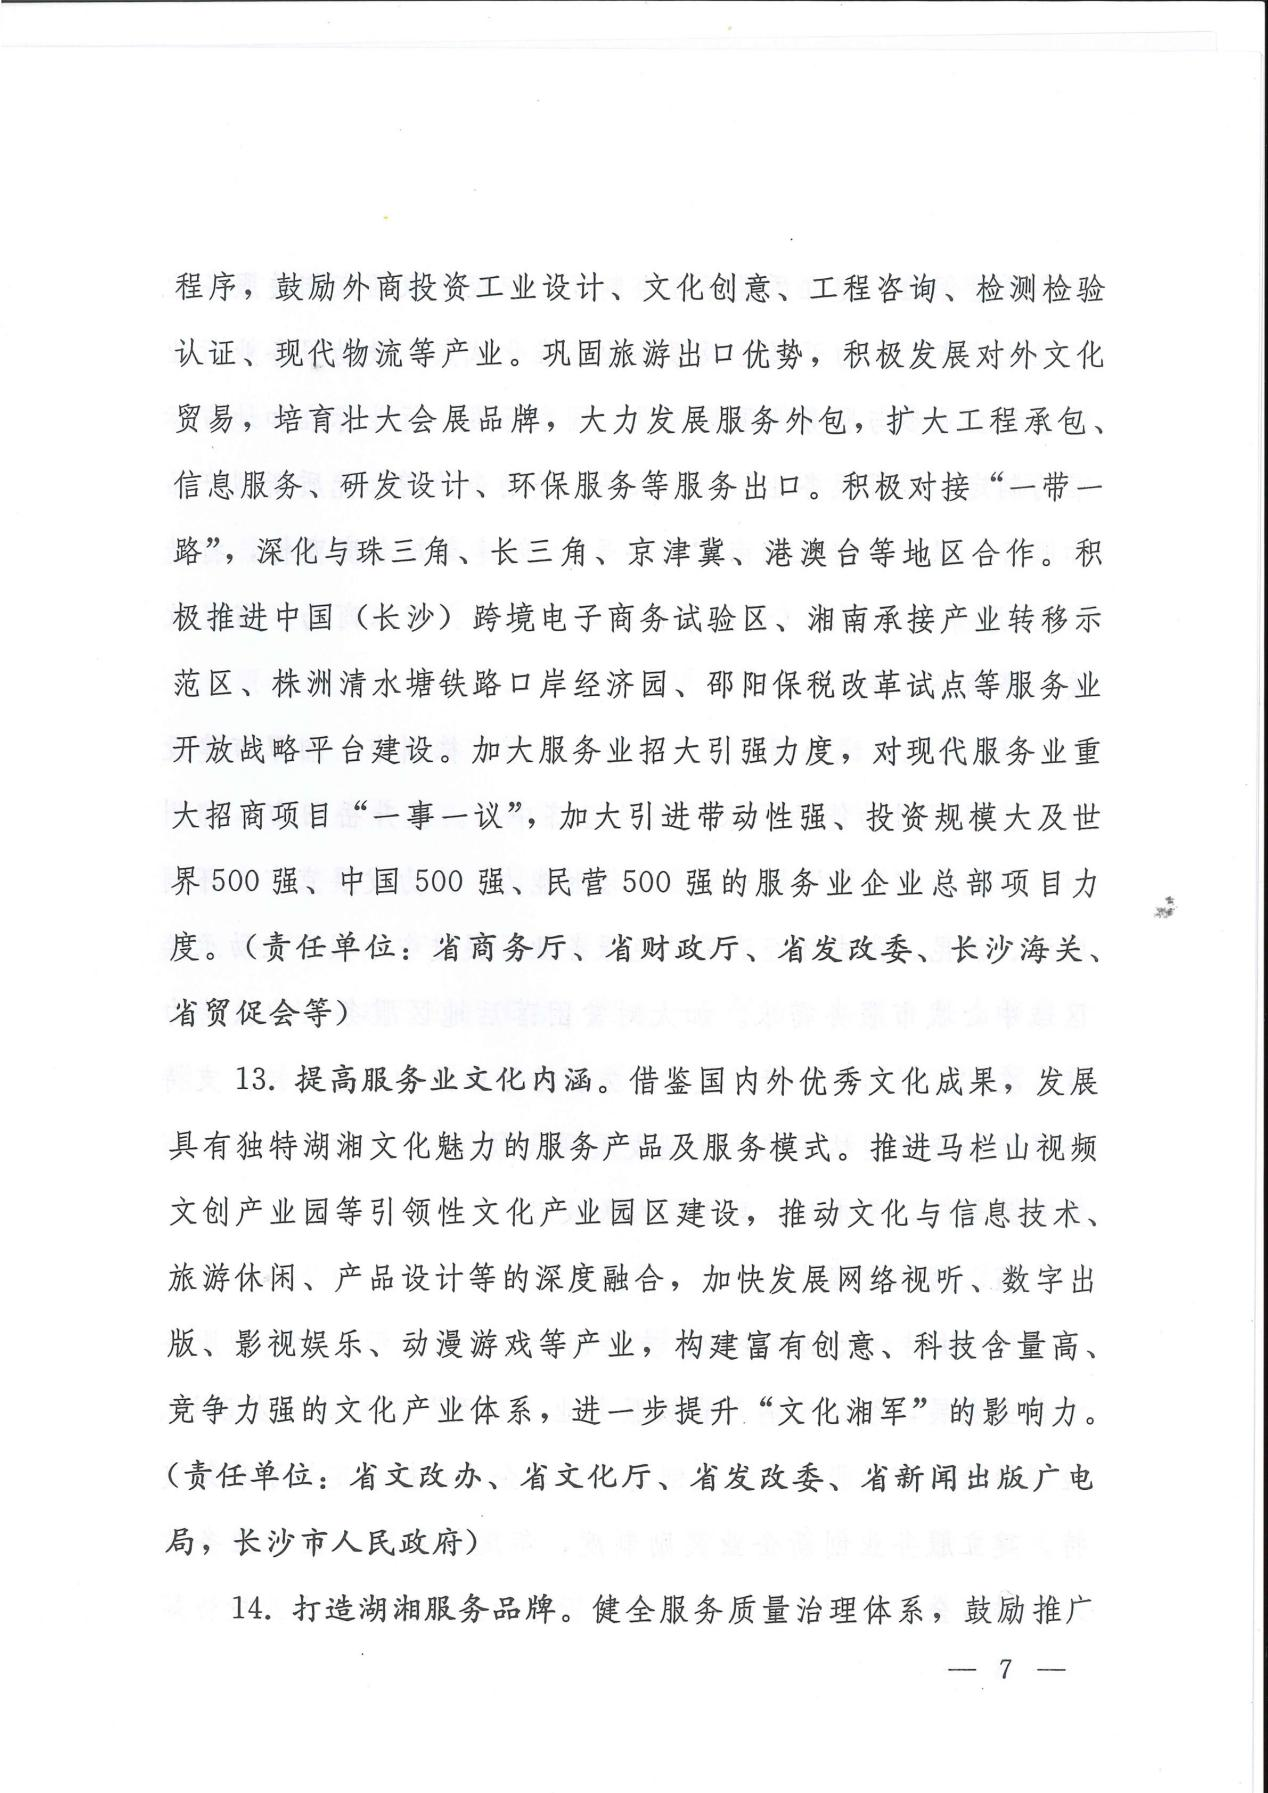 程序，鼓励外商投资工业设计、文化创意、工程咨询、检测检验
认证、现代物流等产业。巩固旅游出口优势，积极发展对外文化
贸易，培育壮大会展品牌，大力发展服务外包，扩大工程承包、
信息服务、研发设计、环保服务等服务出口。积极对接“一带一
路”，深化与珠三角、长三角、京津冀、港澳台等地区合作。积
极推进中国（长沙）跨境电子商务试验区、湘南承接产业转移示
范区、株洲清水塘铁路口岸经济园、邵阳保税改革试点等服务业
开放战略平台建设。加大服务业招大引强力度，对现代服务业重
大招商项目“一事一议”，加大引进带动性强、投资规模大及世
界500强、中国500强、民营500强的服务业企业总部项目力
度。（责任单位：省商务厅、省财政厅、省发改委、长沙海关、
省贸促会等）
13. 提高服务业文化内涵。借鉴国内外优秀文化成果，发展
具有独特湖湘文化魅力的服务产品及服务模式。推进马栏山视频
文创产业园等引领性文化产业园区建设，推动文化与信息技术、
旅游休闲、产品设计等的深度融合，加快发展网络视听、数字出
版、影视娱乐、动漫游戏等产业，构建富有创意、科技含量高、
竞争力强的文化产业体系，进一步提升“文化湘军”的影响力。
（责任单位：省文改办、省文化厅、省发改委、省新闻出版广电
局，长沙市人民政府）
14. 打造湖湘服务品牌。健全服务质量治理体系，鼓励推广
— 7 —